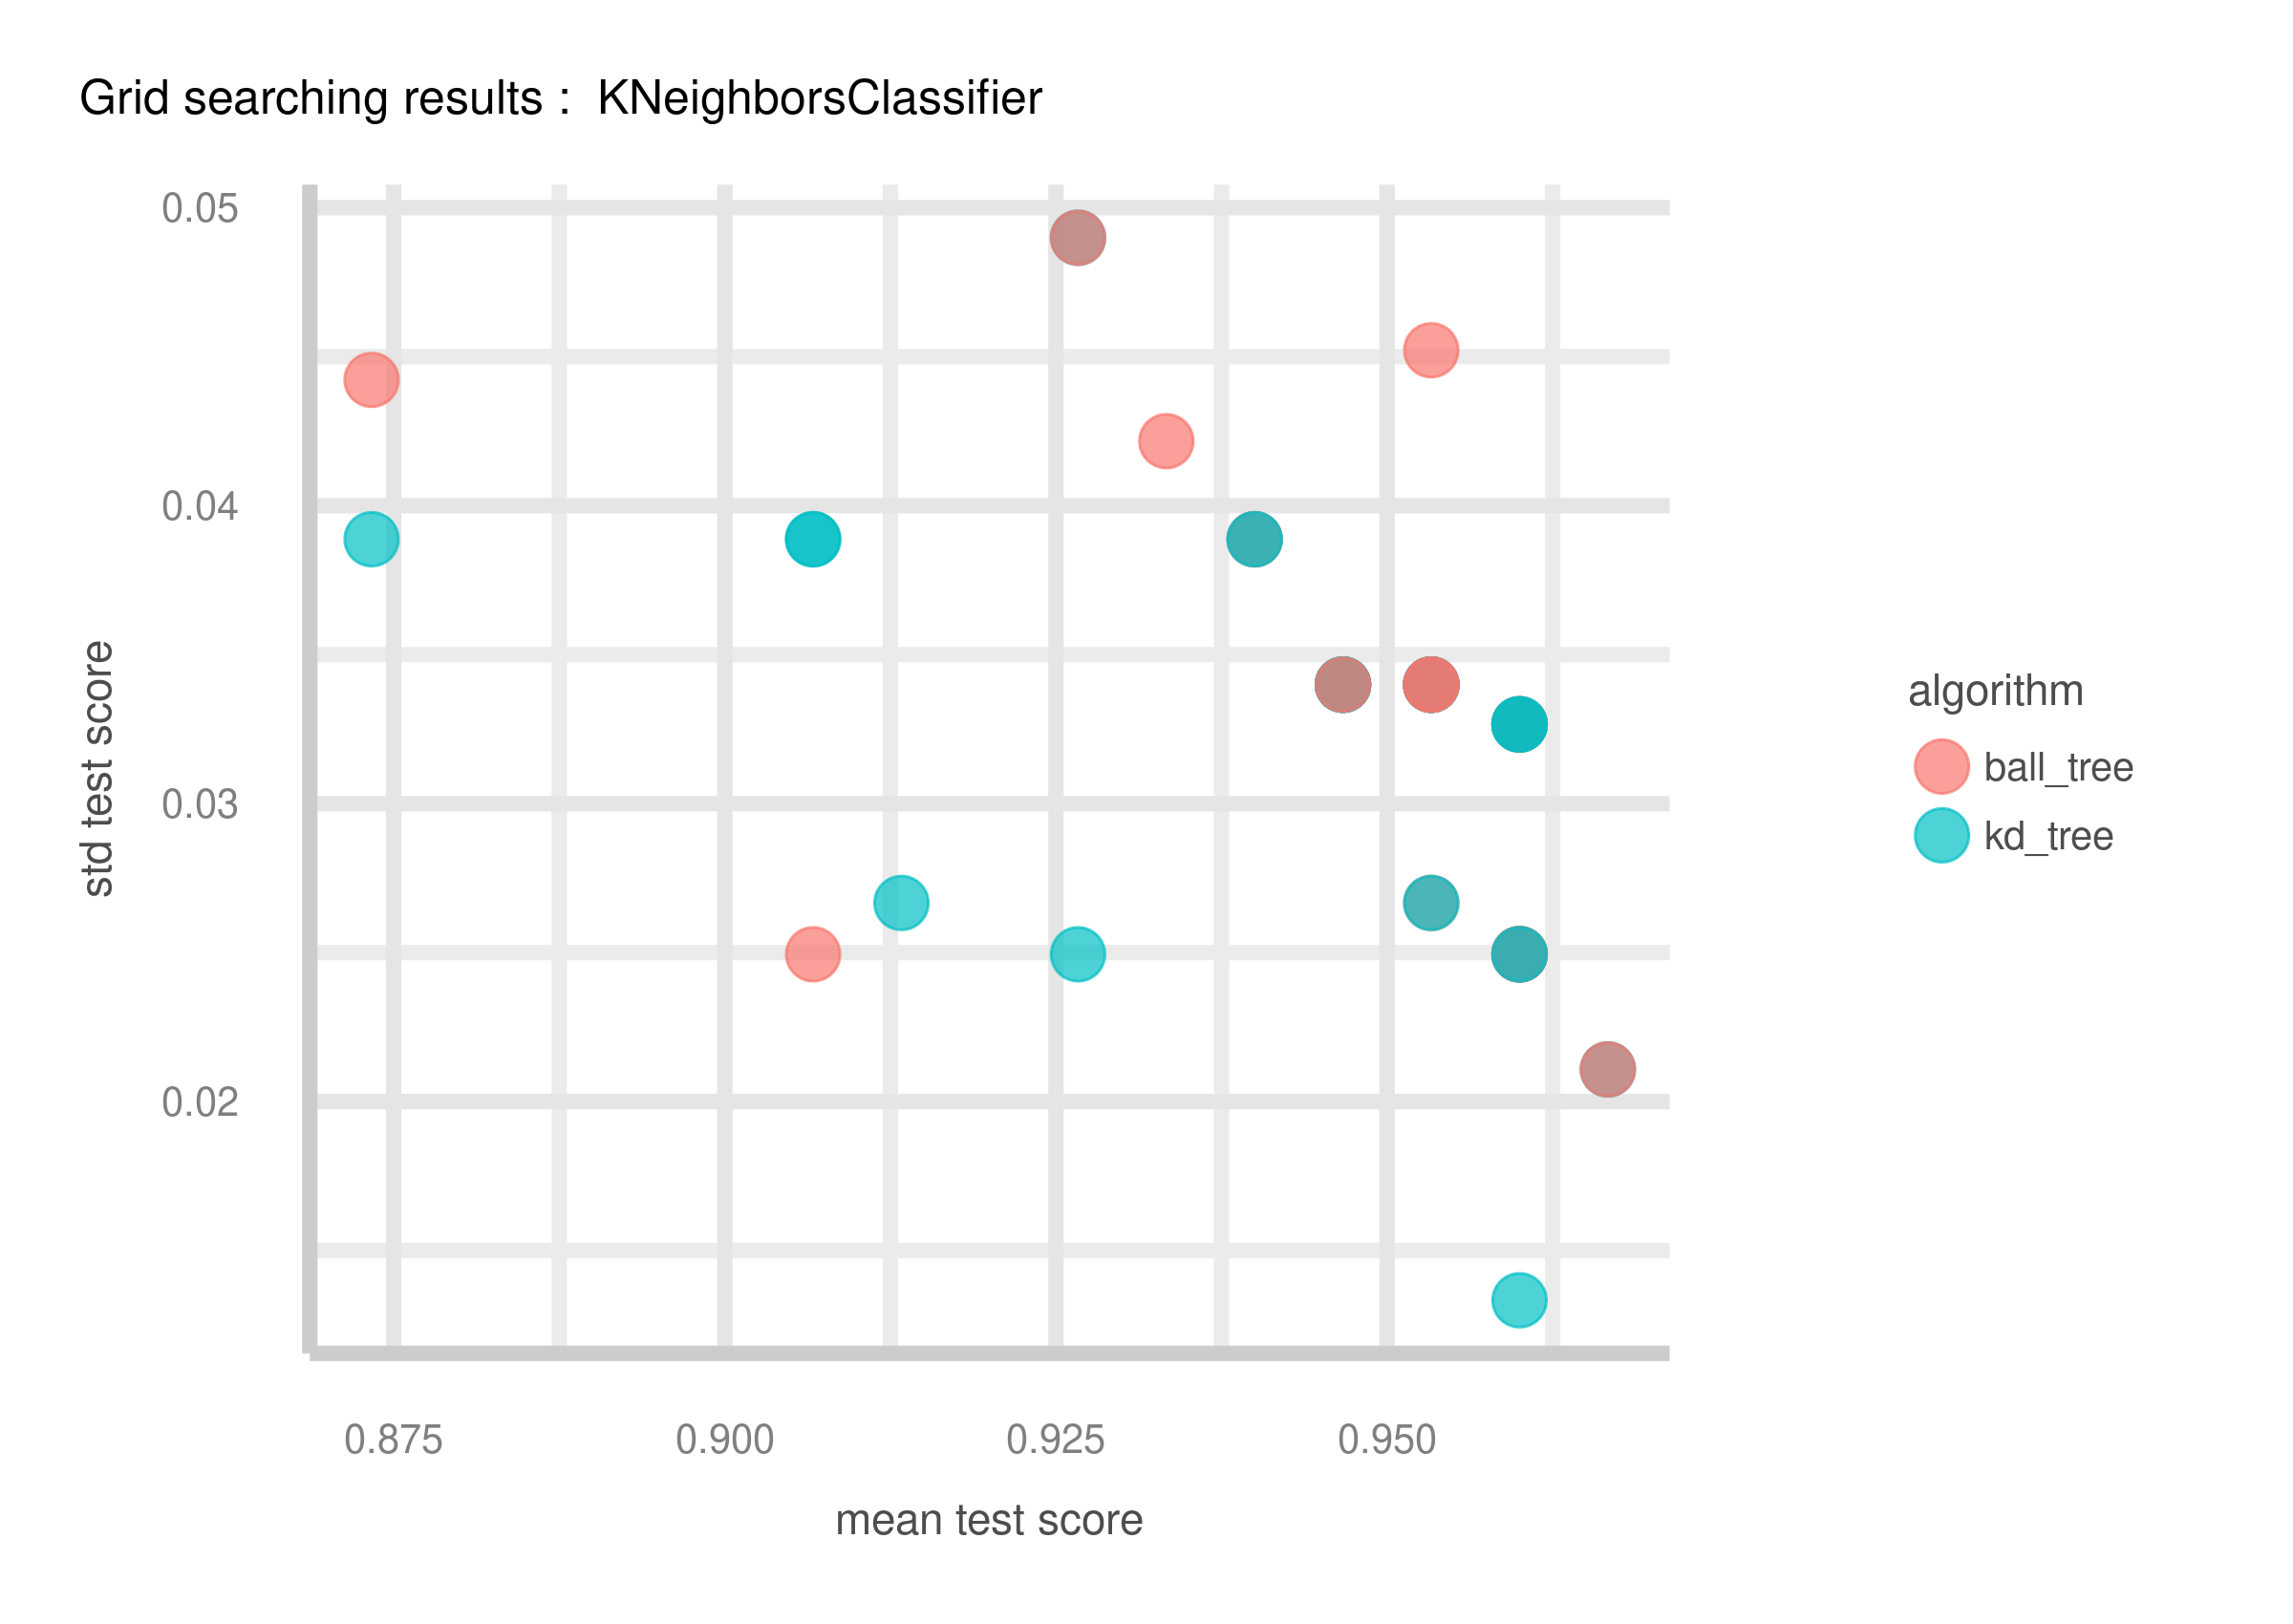 Grid searching results :  KNeighborsClassifier
0.05
0.04
0.03
0.02
std test score
0.875 0.900 0.925 0.950
mean test score
algorithm
ball_tree
kd_tree